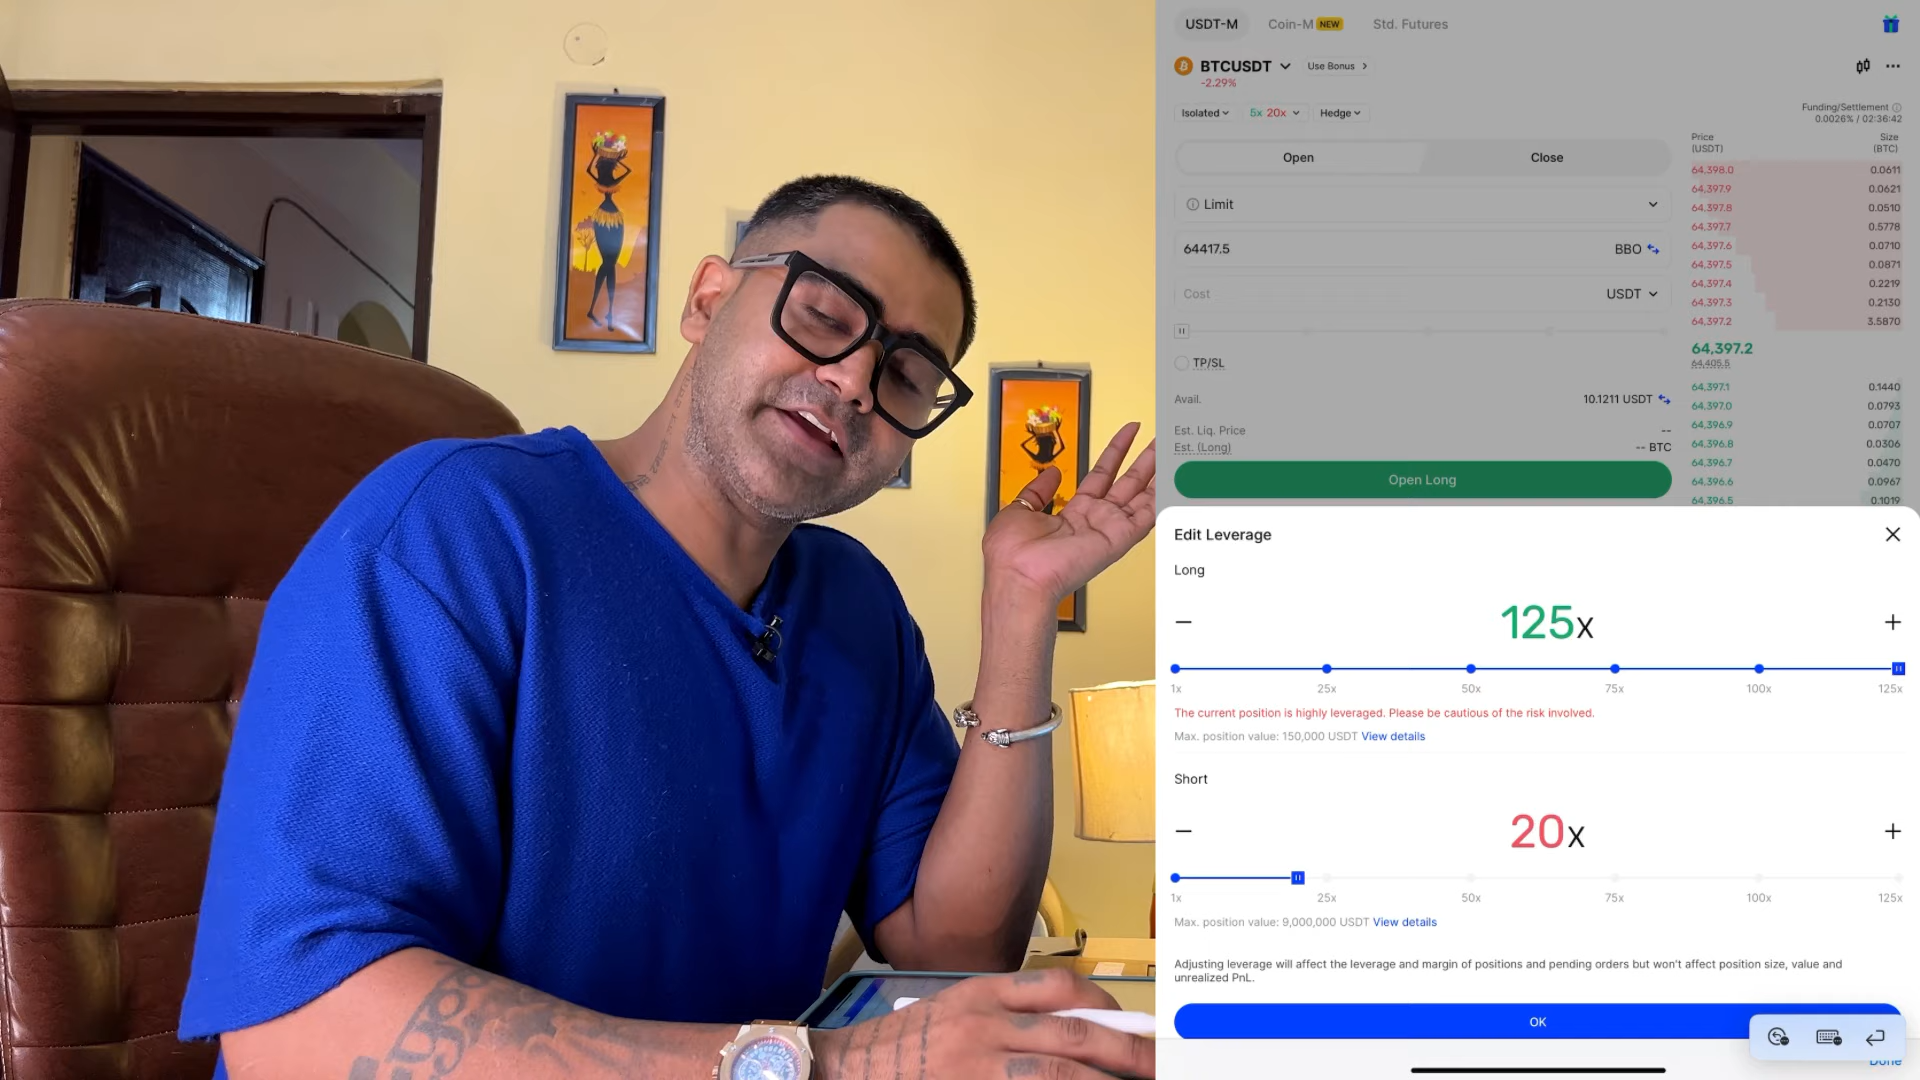 USDT-M Coin-M NEW Std. Futures
BTCUSDT Use Bonus >
-2.29%
Isolated 5x 20x Hedge
Funding/Settlement
0.0026% / 02:36:42
Open Close
Price (USDT) Size (BTC)
Limit
64417.5 BBO
Cost USDT
TP/SL
Avail. 10.1211 USDT
Est. Liq. Price --
Est. (Long) -- BTC
Open Long
64,398.0 0.0611
64,397.9 0.0621
64,397.8 0.0510
64,397.7 0.5778
64,397.6 0.0710
64,397.5 0.0871
64,397.4 0.2219
64,397.3 0.2130
64,397.2 3.5870
64,397.2
64,405.5
64,397.1 0.1440
64,397.0 0.0793
64,396.9 0.0707
64,396.8 0.0306
64,396.7 0.0470
64,396.6 0.0967
64,396.5 0.1019
Edit Leverage
Long
125x
1x 25x 50x 75x 100x 125x
The current position is highly leveraged. Please be cautious of the risk involved.
Max. position value: 150,000 USDT View details
Short
20x
1x 25x 50x 75x 100x 125x
Max. position value: 9,000,000 USDT View details
Adjusting leverage will affect the leverage and margin of positions and pending orders but won't affect position size, value and
unrealized PnL.
OK
Done